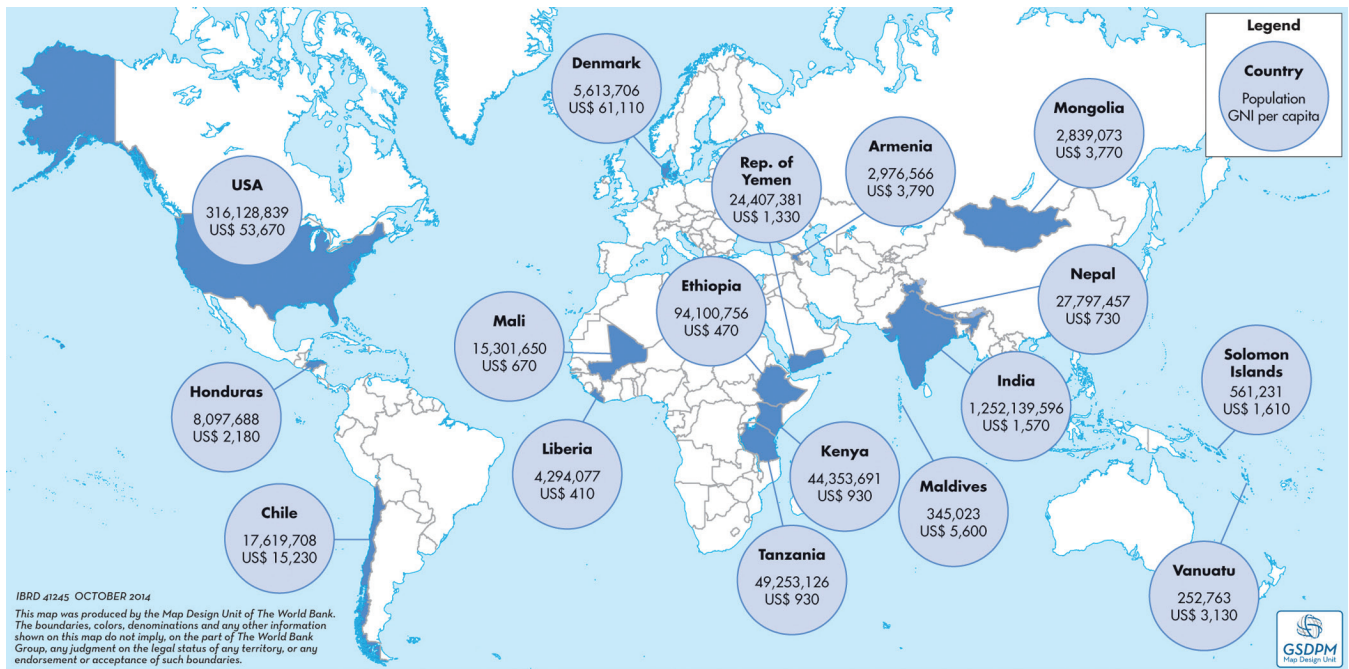 Legend
Country
Population
GNI per capita
Denmark
5,613,706
US$ 61,110
Mongolia
2,839,073
US$ 3,770
Armenia
2,976,566
US$ 3,790
Rep. of
Yemen
24,407,381
US$ 1,330
USA
316,128,839
US$ 53,670
Ethiopia
94,100,756
US$ 470
Nepal
27,797,457
US$ 730
Mali
15,301,650
US$ 670
Solomon
Islands
561,231
US$ 1,610
Honduras
8,097,688
US$ 2,180
India
1,252,139,596
US$ 1,570
Liberia
4,294,077
US$ 410
Kenya
44,353,691
US$ 930
Maldives
345,023
US$ 5,600
Chile
17,619,708
US$ 15,230
Tanzania
49,253,126
US$ 930
Vanuatu
252,763
US$ 3,130
IBRD 41245 OCTOBER 2014
This map was produced by the Map Design Unit of The World Bank.
The boundaries, colors, denominations and any other information
shown on this map do not imply, on the part of The World Bank
Group, any judgment on the legal status of any territory, or any
endorsement or acceptance of such boundaries.
GSDPM
Map Design Unit